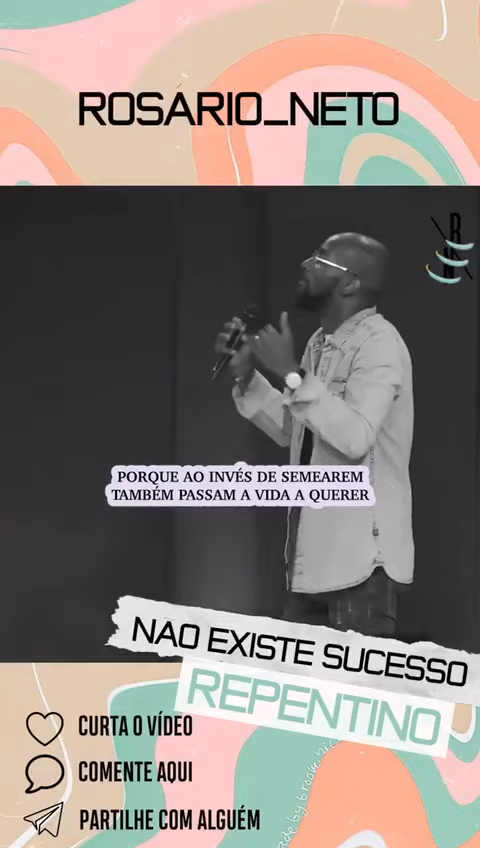 ROSARIO_NETO
R
N
PORQUE AO INVÉS DE SEMEAREM
TAMBÉM PASSAM A VIDA A QUERER
NAO EXISTE SUCESSO
REPENTINO
CURTA O VÍDEO
COMENTE AQUI
PARTILHE COM ALGUÉM